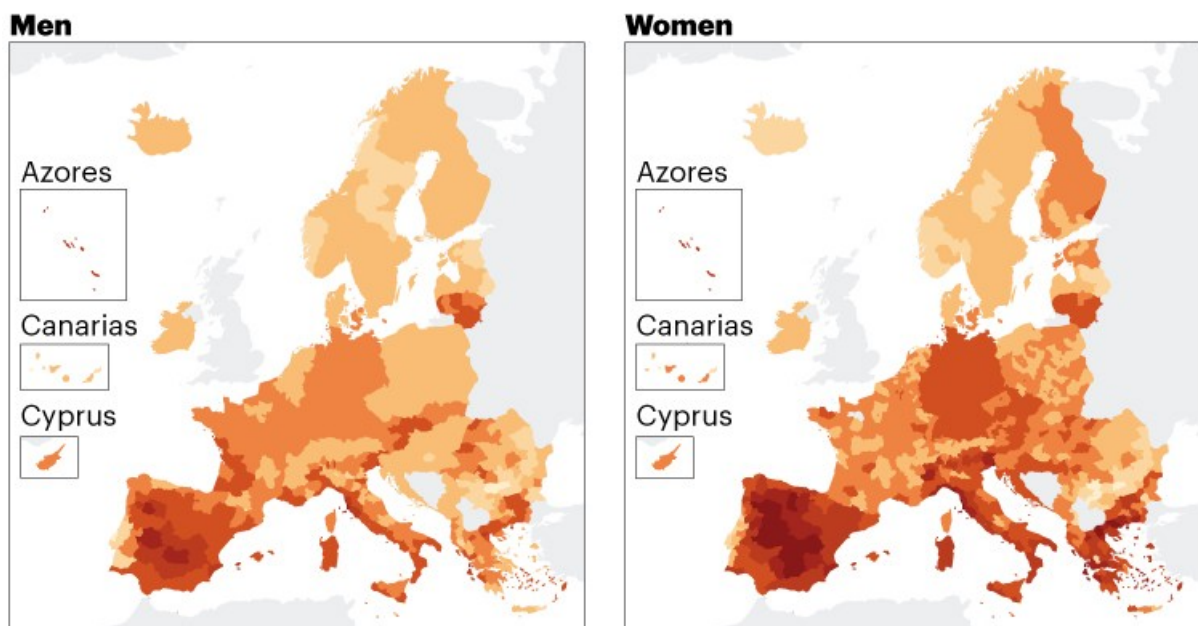 Men
Azores
Canarias
Cyprus
Women
Azores
Canarias
Cyprus